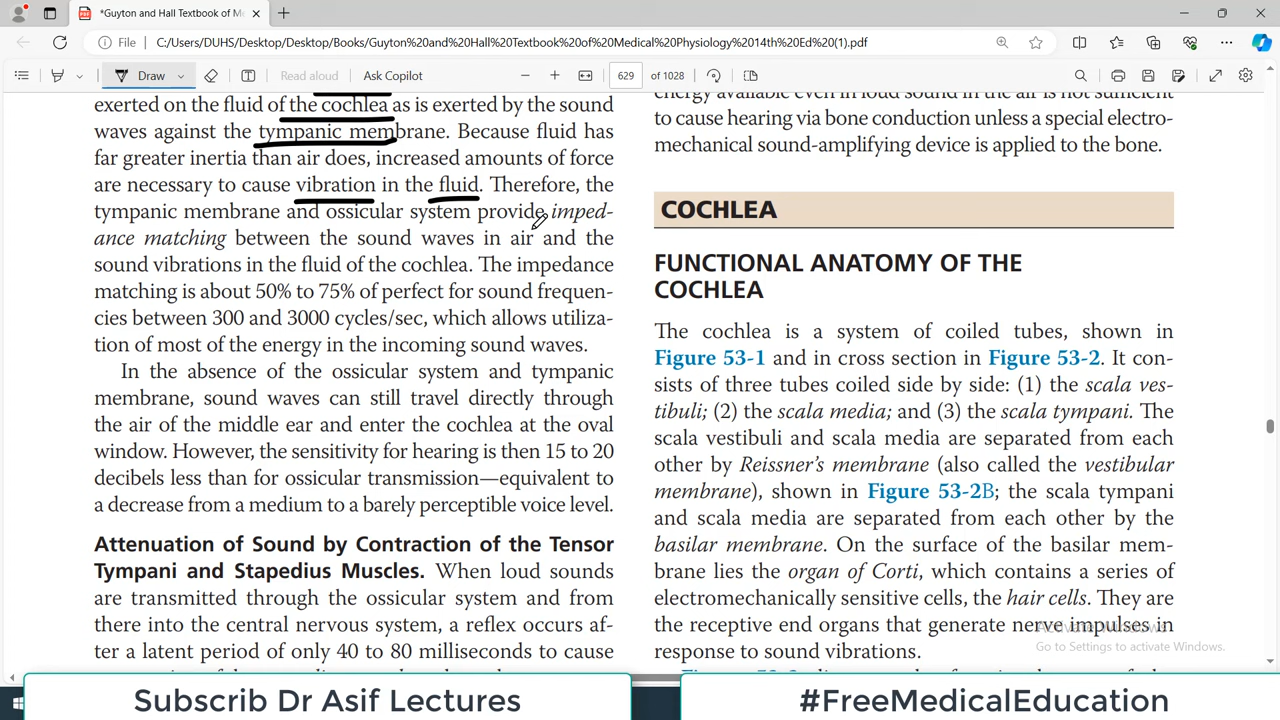 *Guyton and Hall Textbook of Me
File
C:/Users/DUHS/Desktop/Desktop/Books/Guyton%20and%20Hall%20Textbook%20of%20Medical%20Physiology%2014th%20Ed%20(1).pdf
Draw
Read aloud
Ask Copilot
629
of 1028
exerted on the fluid of the cochlea as is exerted by the sound
waves against the tympanic membrane. Because fluid has
far greater inertia than air does, increased amounts of force
are necessary to cause vibration in the fluid. Therefore, the
tympanic membrane and ossicular system provide imped-
ance matching between the sound waves in air and the
sound vibrations in the fluid of the cochlea. The impedance
matching is about 50% to 75% of perfect for sound frequen-
cies between 300 and 3000 cycles/sec, which allows utiliza-
tion of most of the energy in the incoming sound waves.
In the absence of the ossicular system and tympanic
membrane, sound waves can still travel directly through
the air of the middle ear and enter the cochlea at the oval
window. However, the sensitivity for hearing is then 15 to 20
decibels less than for ossicular transmission—equivalent to
a decrease from a medium to a barely perceptible voice level.
Attenuation of Sound by Contraction of the Tensor
Tympani and Stapedius Muscles. When loud sounds
are transmitted through the ossicular system and from
there into the central nervous system, a reflex occurs af-
ter a latent period of only 40 to 80 milliseconds to cause
energy available even in loud sound in the air is not sufficient
to cause hearing via bone conduction unless a special electro-
mechanical sound-amplifying device is applied to the bone.
COCHLEA
FUNCTIONAL ANATOMY OF THE
COCHLEA
The cochlea is a system of coiled tubes, shown in
Figure 53-1 and in cross section in Figure 53-2. It con-
sists of three tubes coiled side by side: (1) the scala ves-
tibuli; (2) the scala media; and (3) the scala tympani. The
scala vestibuli and scala media are separated from each
other by Reissner's membrane (also called the vestibular
membrane), shown in Figure 53-2B; the scala tympani
and scala media are separated from each other by the
basilar membrane. On the surface of the basilar mem-
brane lies the organ of Corti, which contains a series of
electromechanically sensitive cells, the hair cells. They are
the receptive end organs that generate nerve impulses in
response to sound vibrations.
Activate Windows
Go to Settings to activate Windows.
Subscrib Dr Asif Lectures
#FreeMedicalEducation